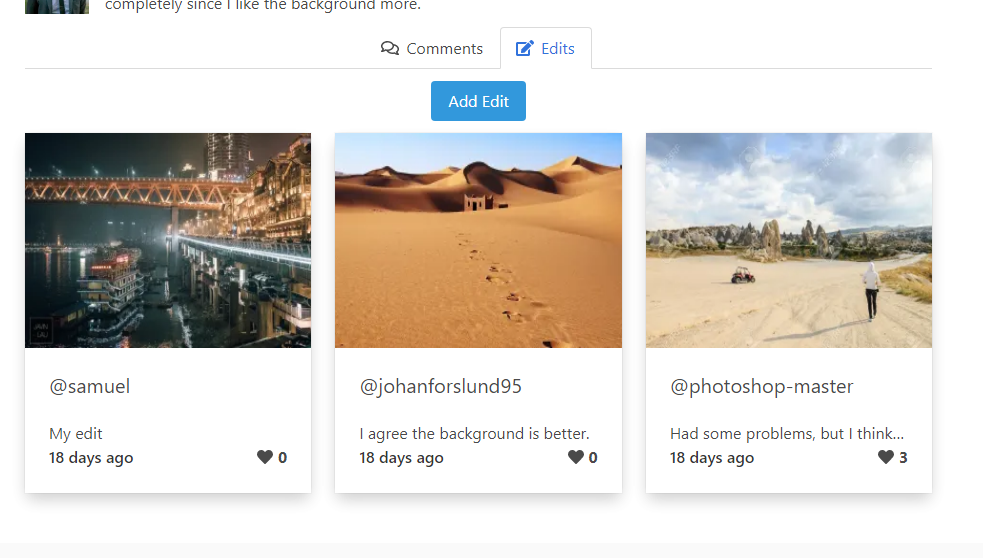 completely since I like the background more.
Comments
Edits
Add Edit
@samuel
My edit
18 days ago
0
@johanforslund95
I agree the background is better.
18 days ago
0
@photoshop-master
Had some problems, but I think...
18 days ago
3